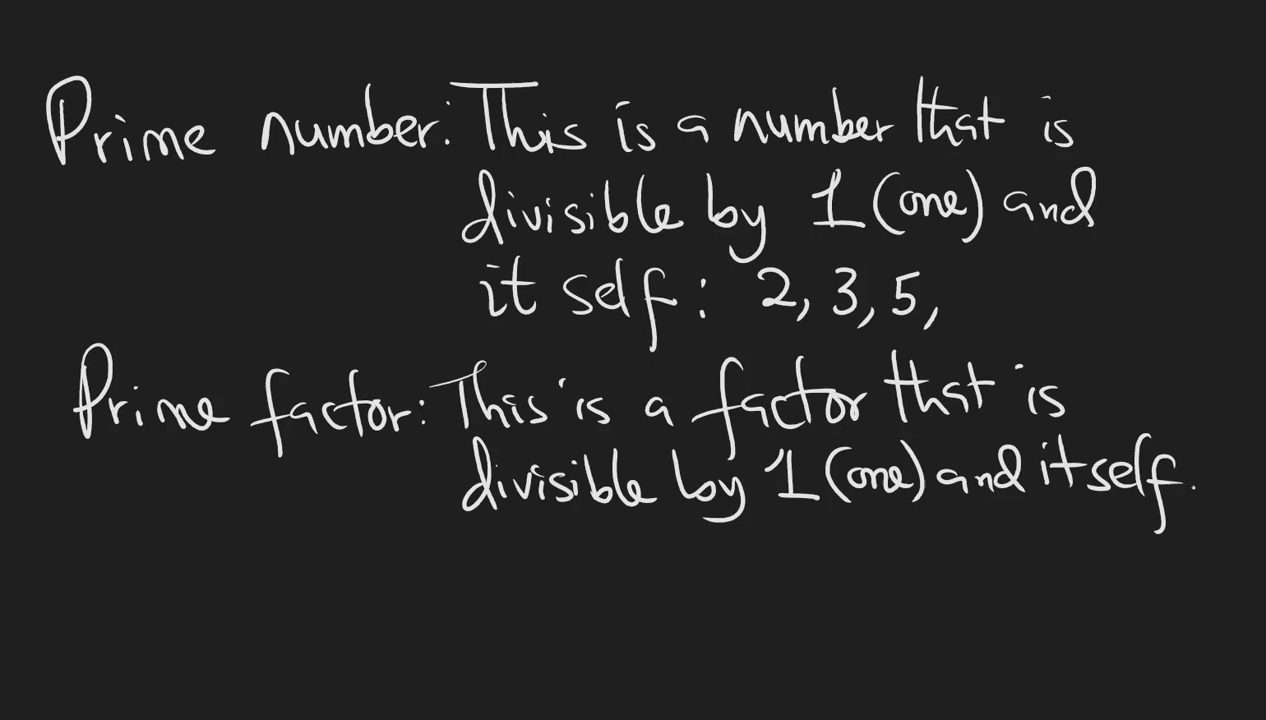 Prime number: This is a number that is
divisible by 1 (one) and
it self: 2, 3, 5,
Prime factor: This is a factor that is
divisible by 1 (one) and itself.